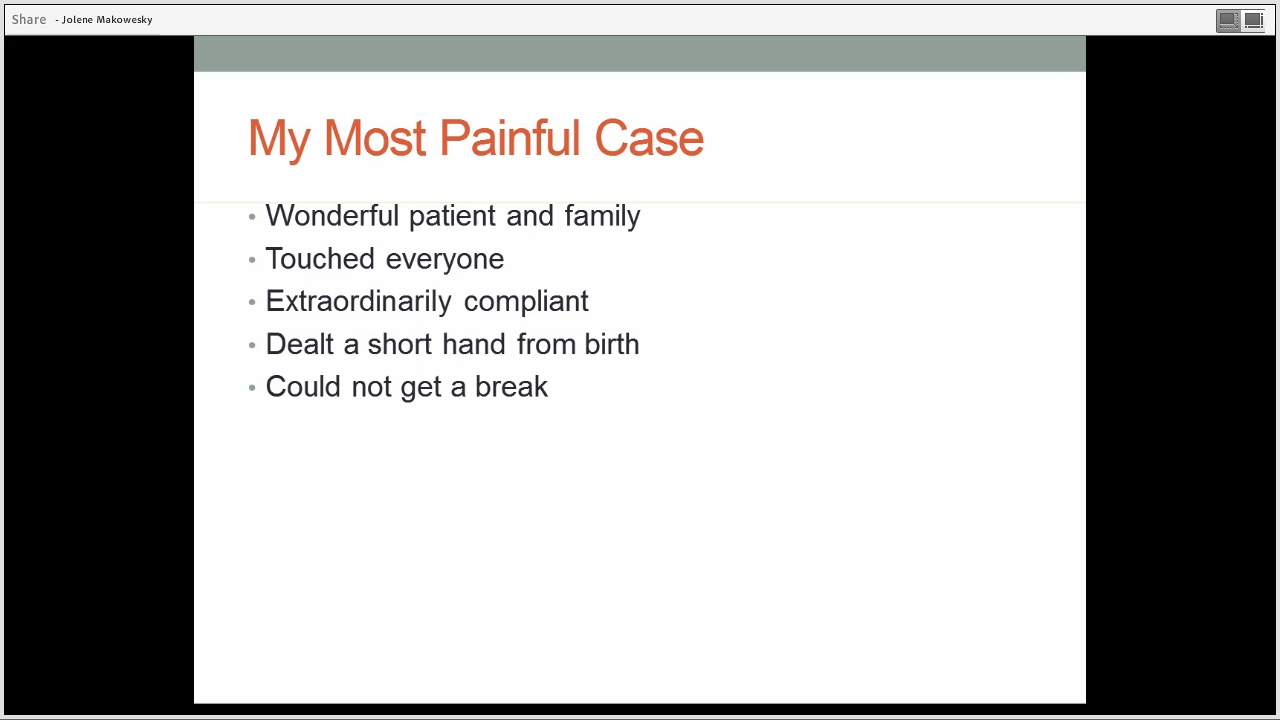 Share - Jolene Makowesky
My Most Painful Case
• Wonderful patient and family
• Touched everyone
• Extraordinarily compliant
• Dealt a short hand from birth
• Could not get a break